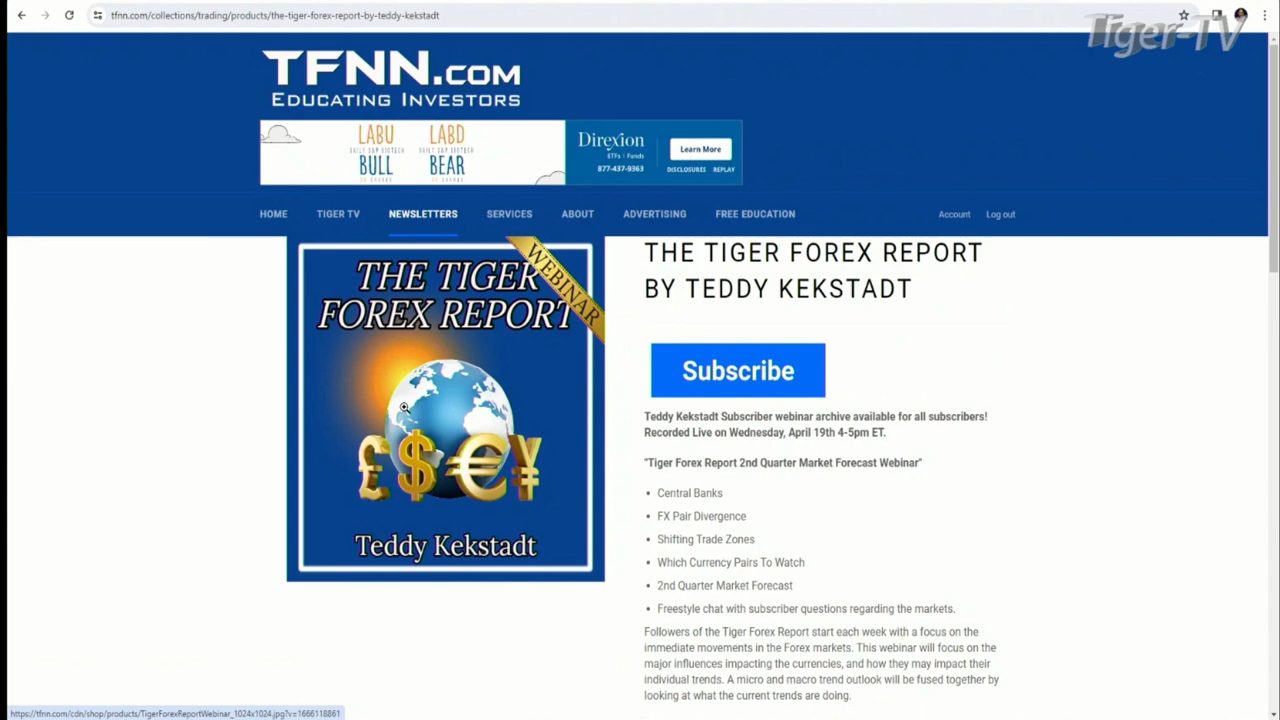 tfnn.com/collections/trading/products/the-tiger-forex-report-by-teddy-kekstadt
Tiger-TV
TFNN.COM
EDUCATING INVESTORS
LABU LABD
BULL BEAR
Direxion
ETFs | Funds
877-437-9363
Learn More
DISCLOSURES REPLAY
HOME TIGER TV NEWSLETTERS SERVICES ABOUT ADVERTISING FREE EDUCATION Account Log out
WEBINAR
THE TIGER
FOREX REPORT
£$€¥
Teddy Kekstadt
THE TIGER FOREX REPORT
BY TEDDY KEKSTADT
Subscribe
Teddy Kekstadt Subscriber webinar archive available for all subscribers!
Recorded Live on Wednesday, April 19th 4-5pm ET.
"Tiger Forex Report 2nd Quarter Market Forecast Webinar"
• Central Banks
• FX Pair Divergence
• Shifting Trade Zones
• Which Currency Pairs To Watch
• 2nd Quarter Market Forecast
• Freestyle chat with subscriber questions regarding the markets.
Followers of the Tiger Forex Report start each week with a focus on the
immediate movements in the Forex markets. This webinar will focus on the
major influences impacting the currencies, and how they may impact their
individual trends. A micro and macro trend outlook will be fused together by
looking at what the current trends are doing.
https://tfnn.com/cdn/shop/products/TigerForexReportWebinar_1024x1024.jpg?v=1666118861